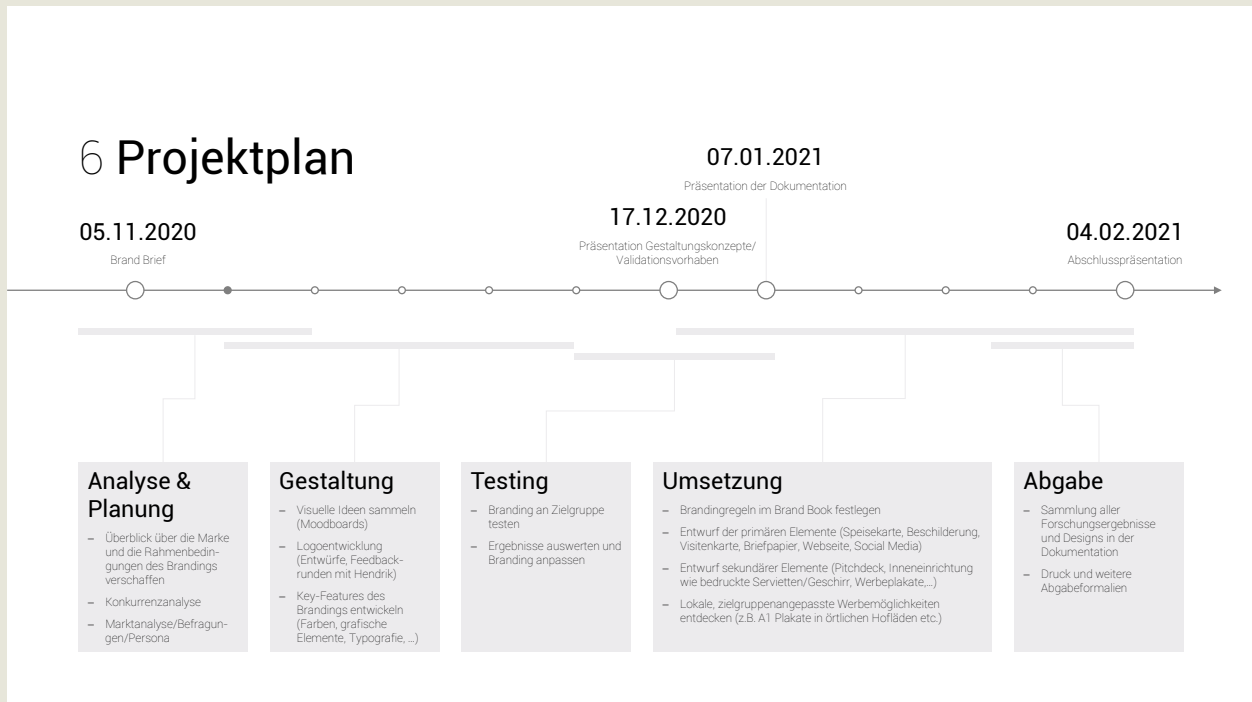 6 Projektplan
05.11.2020
Brand Brief
17.12.2020
Präsentation Gestaltungskonzepte/
Validationsvorhaben
07.01.2021
Präsentation der Dokumentation
04.02.2021
Abschlusspräsentation
Analyse &
Planung
– Überblick über die Marke
und die Rahmenbedin-
gungen des Brandings
verschaffen
– Konkurrenzanalyse
– Marktanalyse/Befragun-
gen/Persona
Gestaltung
– Visuelle Ideen sammeln
(Moodboards)
– Logoentwicklung
(Entwürfe, Feedback-
runden mit Hendrik)
– Key-Features des
Brandings entwickeln
(Farben, grafische
Elemente, Typografie, ...)
Testing
– Branding an Zielgruppe
testen
– Ergebnisse auswerten und
Branding anpassen
Umsetzung
– Brandingregeln im Brand Book festlegen
– Entwurf der primären Elemente (Speisekarte, Beschilderung,
Visitenkarte, Briefpapier, Webseite, Social Media)
– Entwurf sekundärer Elemente (Pitchdeck, Inneneinrichtung
wie bedruckte Servietten/Geschirr, Werbeplakate,...)
– Lokale, zielgruppenangepasste Werbemöglichkeiten
entdecken (z.B. A1 Plakate in örtlichen Hofläden etc.)
Abgabe
– Sammlung aller
Forschungsergebnisse
und Designs in der
Dokumentation
– Druck und weitere
Abgabeformalien